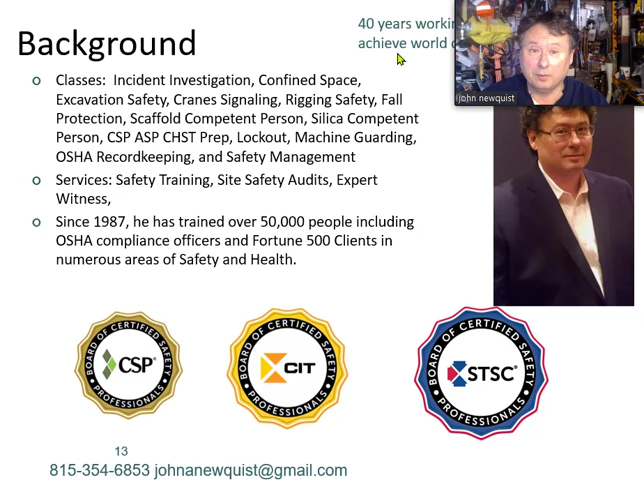 Background
40 years
achieve world
john newquist
Classes:  Incident Investigation, Confined Space,
Excavation Safety, Cranes Signaling, Rigging Safety, Fall
Protection, Scaffold Competent Person, Silica Competent
Person, CSP ASP CHST Prep, Lockout, Machine Guarding,
OSHA Recordkeeping, and Safety Management
Services: Safety Training, Site Safety Audits, Expert
Witness,
Since 1987, he has trained over 50,000 people including
OSHA compliance officers and Fortune 500 Clients in
numerous areas of Safety and Health.
BOARD OF CERTIFIED SAFETY
CSP®
PROFESSIONALS
BOARD OF CERTIFIED SAFETY
CIT
PROFESSIONALS
BOARD OF CERTIFIED SAFETY
STSC®
PROFESSIONALS
13
815-354-6853 johnanewquist@gmail.com